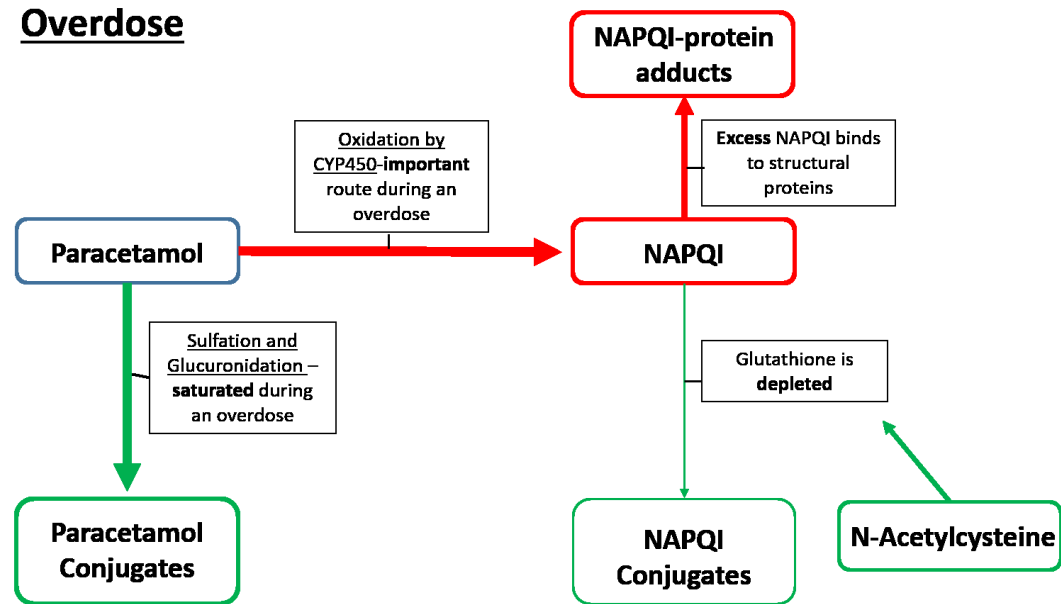 Overdose
NAPQI-protein
adducts
Oxidation by
CYP450-important
route during an
overdose
Excess NAPQI binds
to structural
proteins
Paracetamol
NAPQI
Sulfation and
Glucuronidation –
saturated during
an overdose
Glutathione is
depleted
Paracetamol
Conjugates
NAPQI
Conjugates
N-Acetylcysteine